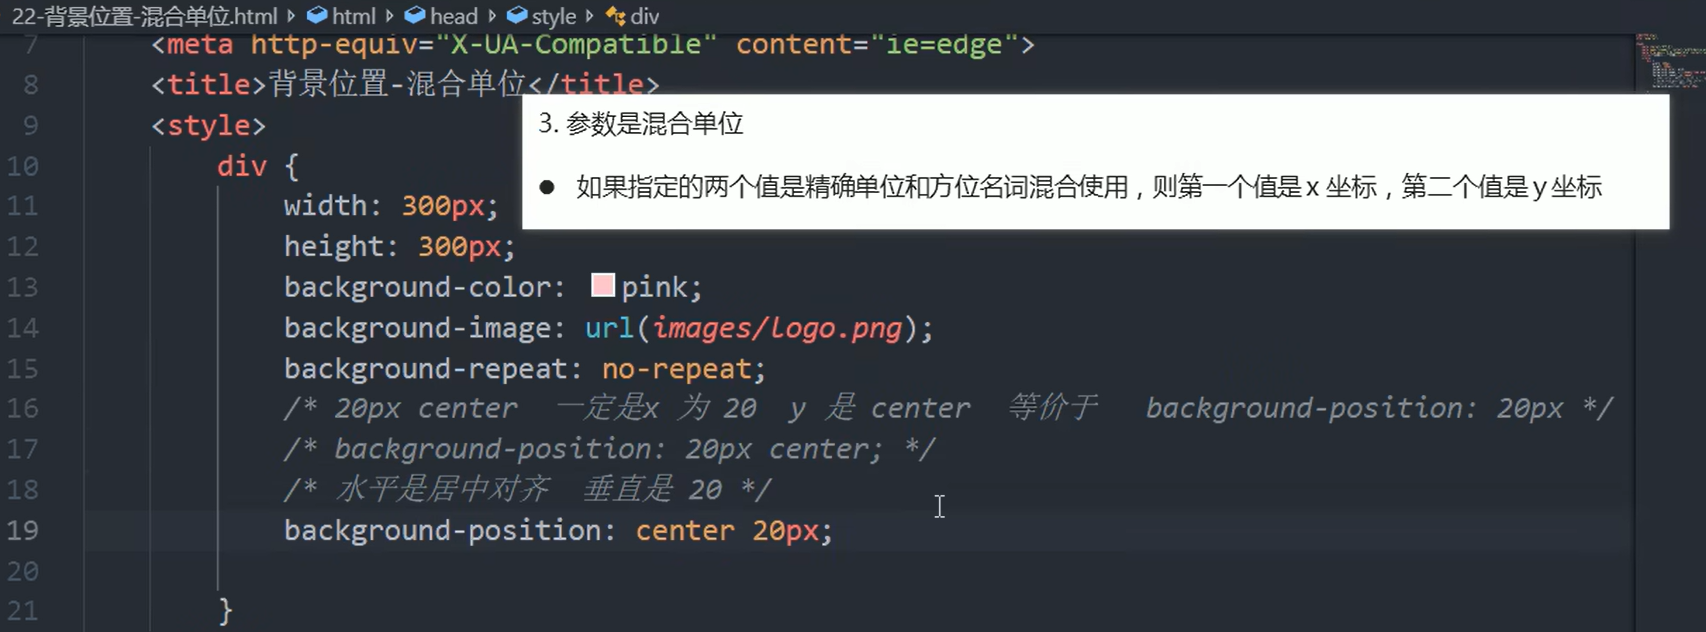 22-背景位置-混合单位.html html head style div
7 <meta http-equiv="X-UA-Compatible" content="ie=edge">
8 <title>背景位置-混合单位</title>
9 <style>
3. 参数是混合单位
10 div {
● 如果指定的两个值是精确单位和方位名词混合使用，则第一个值是 x 坐标，第二个值是 y 坐标
11 width: 300px;
12 height: 300px;
13 background-color: pink;
14 background-image: url(images/logo.png);
15 background-repeat: no-repeat;
16 /* 20px center 一定是x 为 20 y 是 center 等价于 background-position: 20px */
17 /* background-position: 20px center; */
18 /* 水平是居中对齐 垂直是 20 */
19 background-position: center 20px;
20
21 }